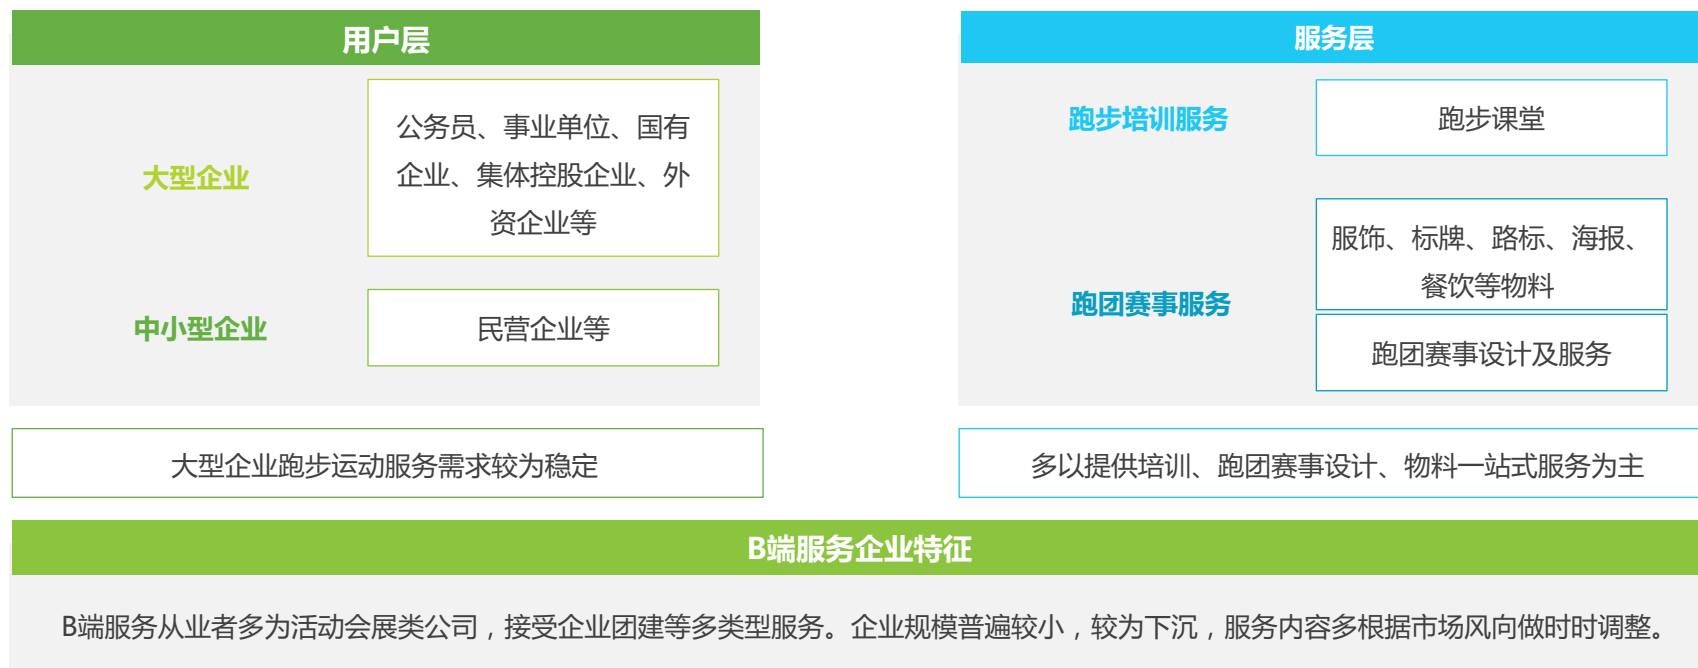 用户层
大型企业
公务员、事业单位、国有
企业、集体控股企业、外
资企业等
中小型企业
民营企业等
大型企业跑步运动服务需求较为稳定
服务层
跑步培训服务
跑步课堂
跑团赛事服务
服饰、标牌、路标、海报、
餐饮等物料
跑团赛事设计及服务
多以提供培训、跑团赛事设计、物料一站式服务为主
B端服务企业特征
B端服务从业者多为活动会展类公司，接受企业团建等多类型服务。企业规模普遍较小，较为下沉，服务内容多根据市场风向做时时调整。